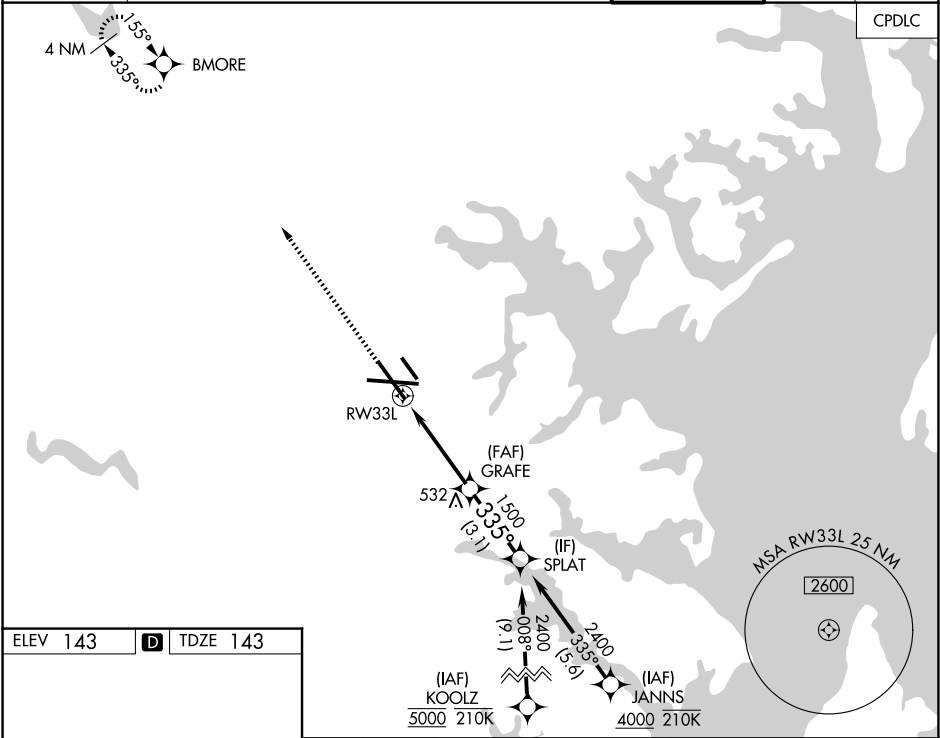 CPDLC
155°
4 NM
335°
BMORE
RW33L
(FAF)
GRAFE
532
1500
335°
(3.1)
(IF)
SPLAT
MSA RW33L 25 NM
2600
2400
008°
(9.1)
2400
335°
(5.6)
(IAF)
KOOLZ
5000 210K
(IAF)
JANNS
4000 210K
ELEV 143 D TDZE 143